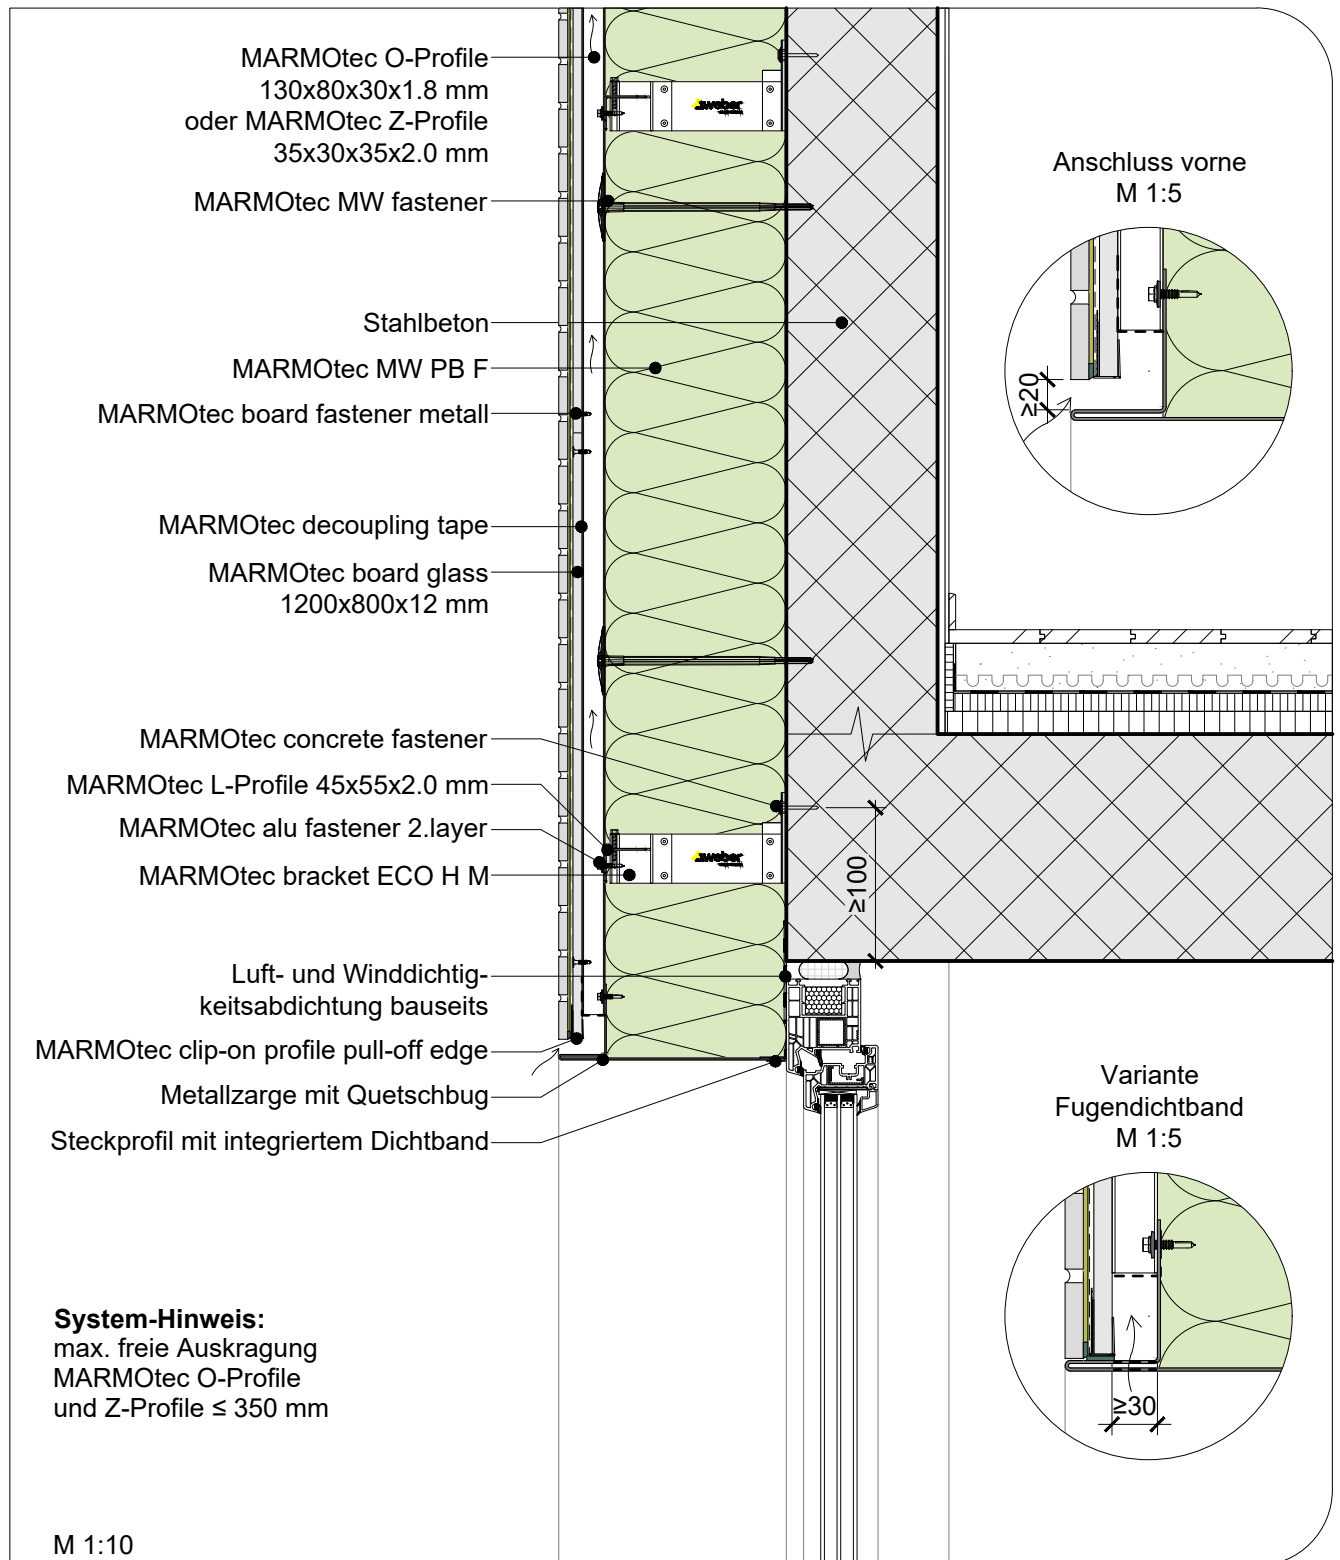 MARMOtec O-Profile
130x80x30x1.8 mm
oder MARMOtec Z-Profile
35x30x35x2.0 mm
MARMOtec MW fastener
Stahlbeton
MARMOtec MW PB F
MARMOtec board fastener metall
MARMOtec decoupling tape
MARMOtec board glass
1200x800x12 mm
MARMOtec concrete fastener
MARMOtec L-Profile 45x55x2.0 mm
MARMOtec alu fastener 2.layer
MARMOtec bracket ECO H M
Luft- und Winddichtig-
keitsabdichtung bauseits
MARMOtec clip-on profile pull-off edge
Metallzarge mit Quetschbug
Steckprofil mit integriertem Dichtband
System-Hinweis:
max. freie Auskragung
MARMOtec O-Profile
und Z-Profile ≤ 350 mm
M 1:10
weber
weber
≥100
Anschluss vorne
M 1:5
≥20
Variante
Fugendichtband
M 1:5
≥30